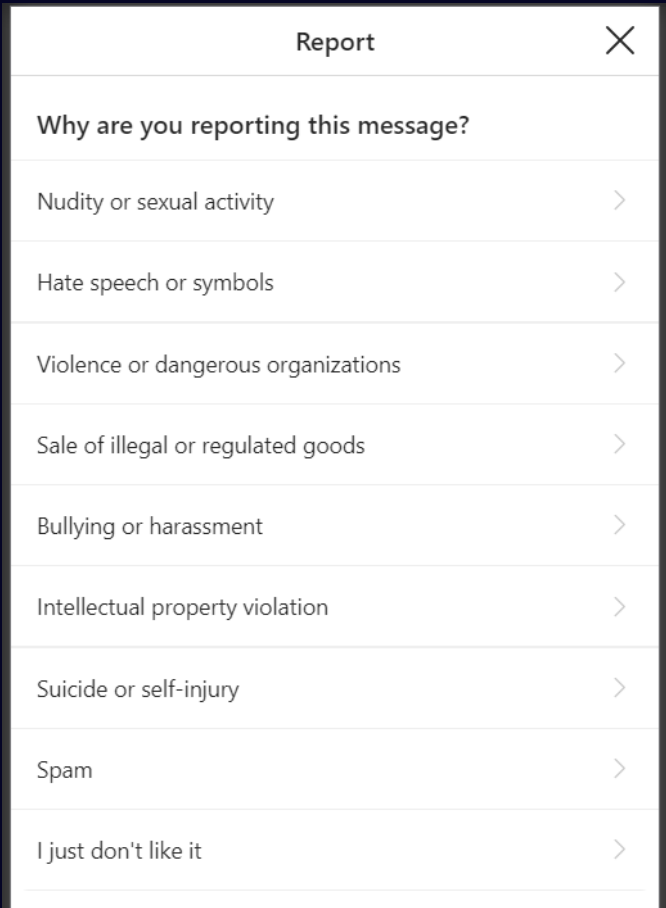 Report
Why are you reporting this message?
Nudity or sexual activity
Hate speech or symbols
Violence or dangerous organizations
Sale of illegal or regulated goods
Bullying or harassment
Intellectual property violation
Suicide or self-injury
Spam
I just don't like it